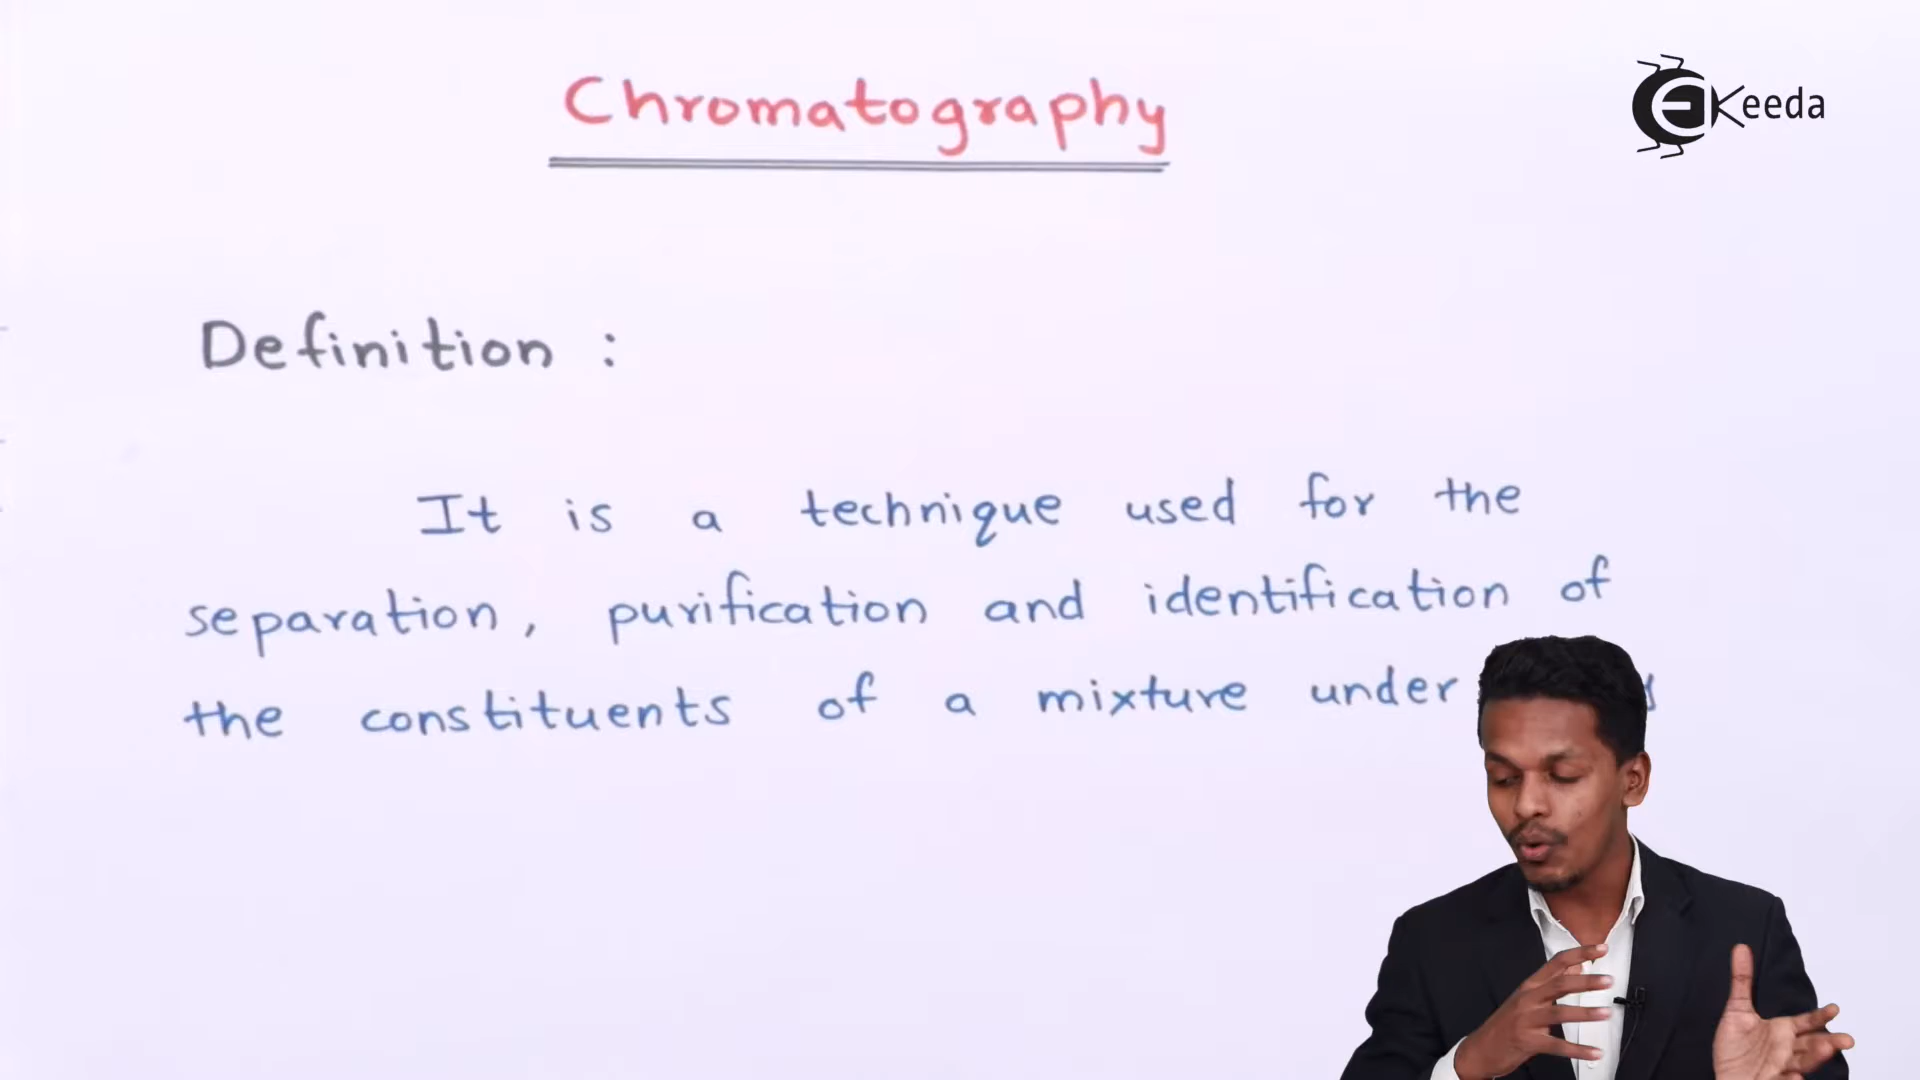 Chromatography
Keeda
Definition :
It is a technique used for the
separation, purification and identification of
the constituents of a mixture under